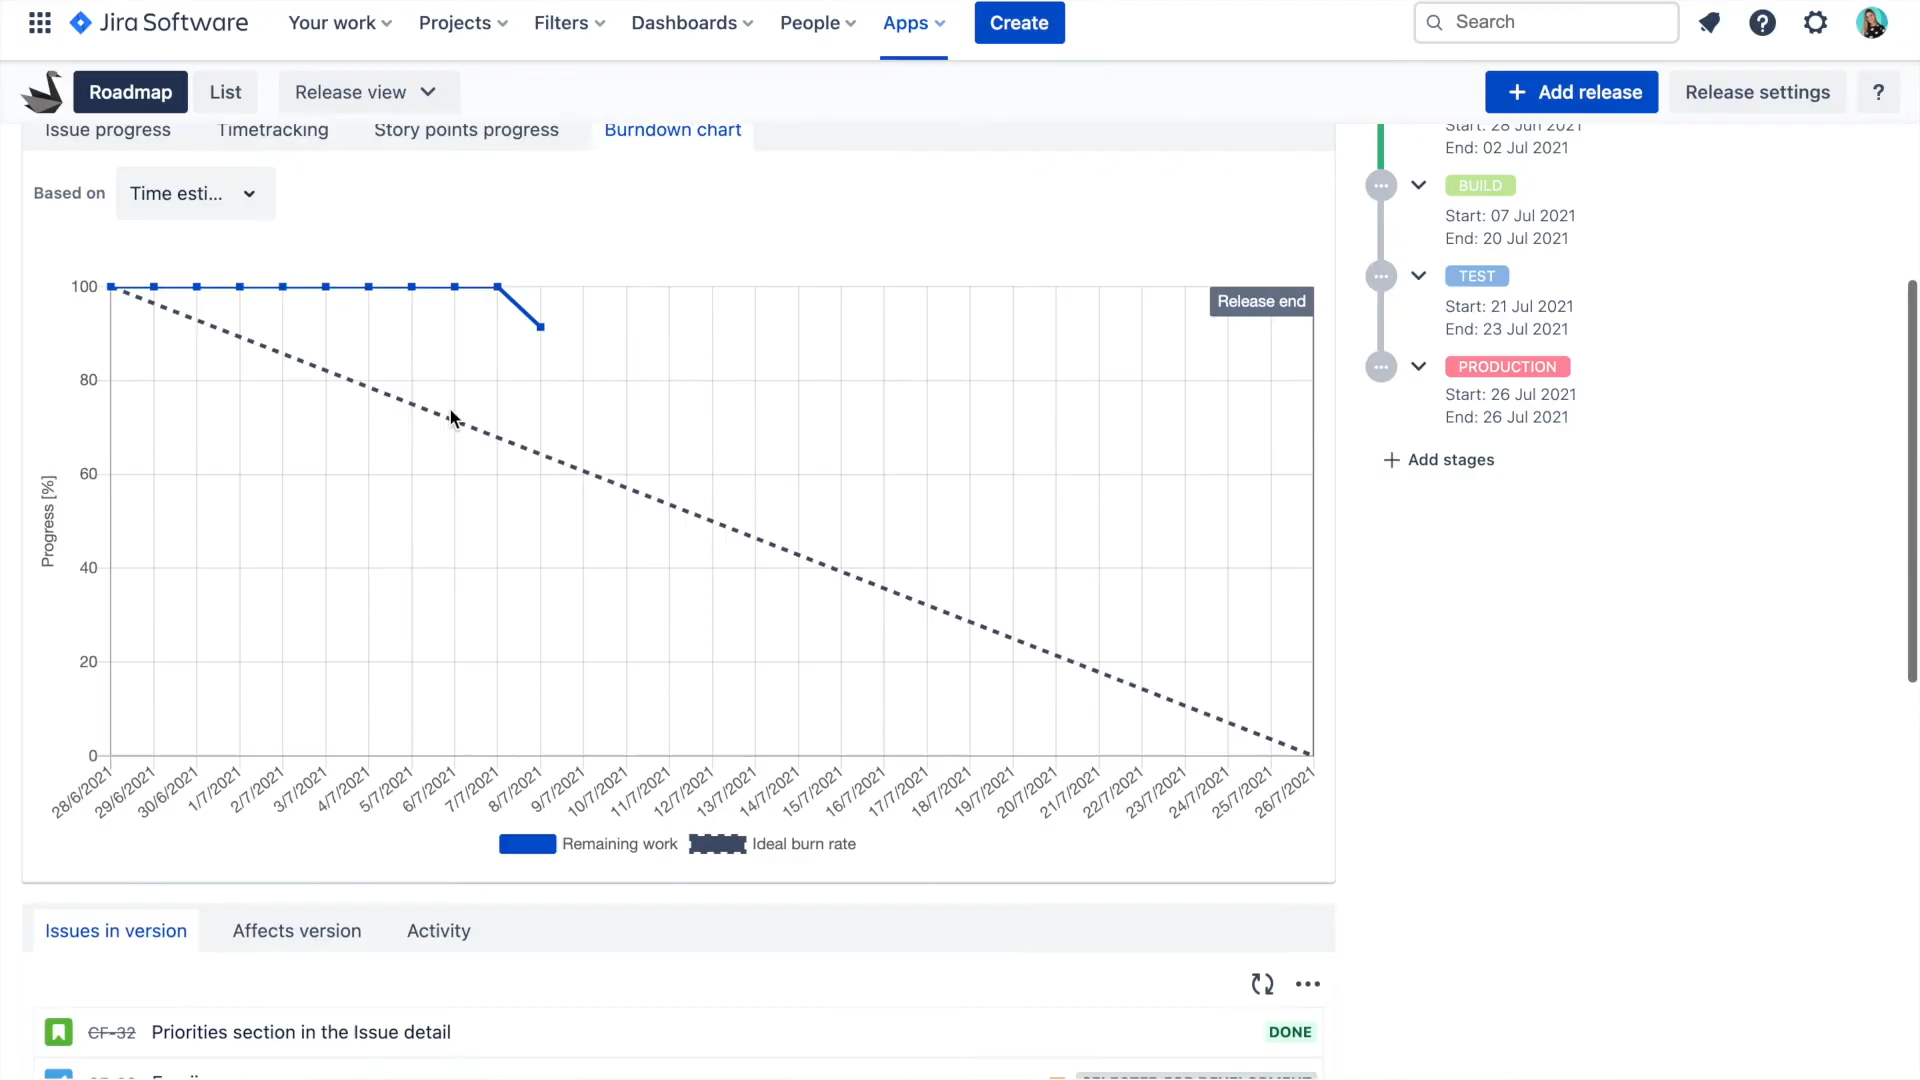 Jira Software
Your work
Projects
Filters
Dashboards
People
Apps
Create
Search
Roadmap
List
Release view
Add release
Release settings
?
Issue progress
Timetracking
Story points progress
Burndown chart
Based on
Time esti...
100
80
60
40
20
0
Progress [%]
Release end
28/6/2021
29/6/2021
30/6/2021
1/7/2021
2/7/2021
3/7/2021
4/7/2021
5/7/2021
6/7/2021
7/7/2021
8/7/2021
9/7/2021
10/7/2021
11/7/2021
12/7/2021
13/7/2021
14/7/2021
15/7/2021
16/7/2021
17/7/2021
18/7/2021
19/7/2021
20/7/2021
21/7/2021
22/7/2021
23/7/2021
24/7/2021
25/7/2021
26/7/2021
Remaining work
Ideal burn rate
Start: 28 Jun 2021
End: 02 Jul 2021
BUILD
Start: 07 Jul 2021
End: 20 Jul 2021
TEST
Start: 21 Jul 2021
End: 23 Jul 2021
PRODUCTION
Start: 26 Jul 2021
End: 26 Jul 2021
Add stages
Issues in version
Affects version
Activity
CF-32 Priorities section in the Issue detail
DONE
SELECTED FOR DEVELOPMENT